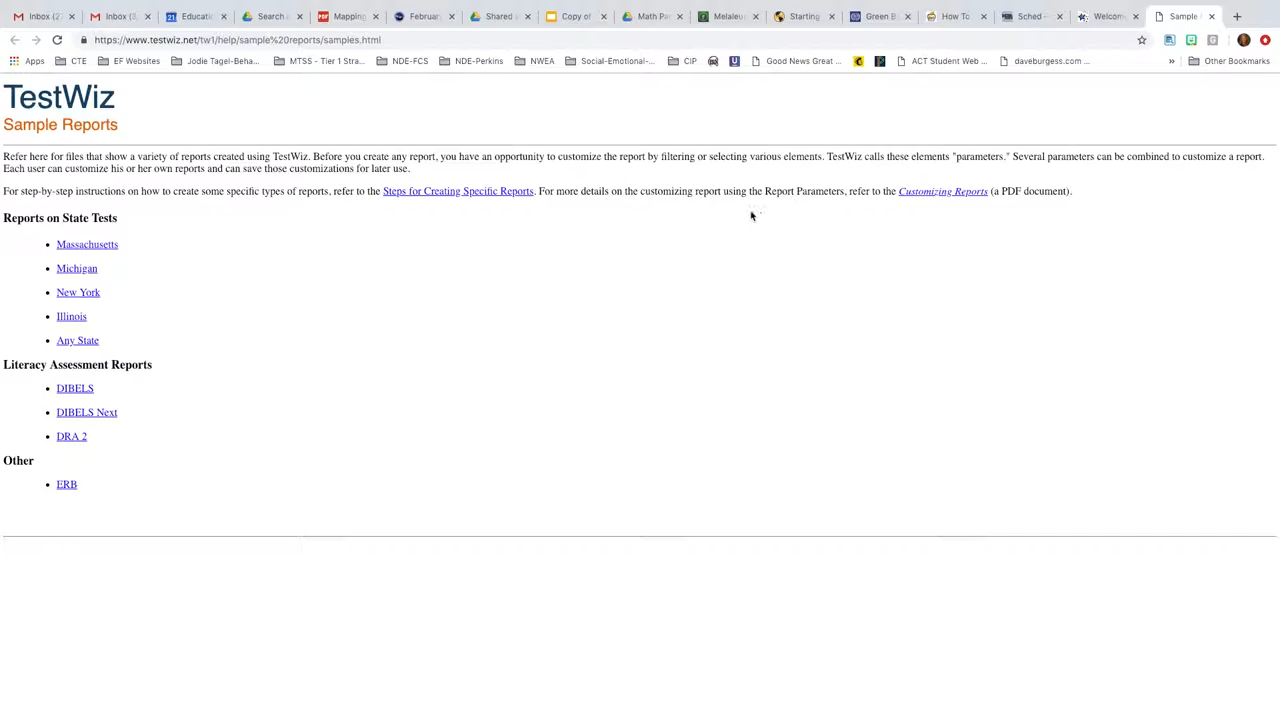 Inbox (2
Inbox (3,
21 Educati
Search
PDF Mapping
Februar
Shared
Copy of
Math Pa
Melaleu
Starting
Green B
How To
Sched
Welcom
Sample
https://www.testwiz.net/tw1/help/sample%20reports/samples.html
Apps CTE EF Websites Jodie Tagel-Beha... MTSS - Tier 1 Stra... NDE-FCS NDE-Perkins NWEA Social-Emotional-... CIP Good News Great ... ACT Student Web ... daveburgess.com ... » Other Bookmarks
TestWiz
Sample Reports
Refer here for files that show a variety of reports created using TestWiz. Before you create any report, you have an opportunity to customize the report by filtering or selecting various elements. TestWiz calls these elements "parameters." Several parameters can be combined to customize a report.
Each user can customize his or her own reports and can save those customizations for later use.
For step-by-step instructions on how to create some specific types of reports, refer to the Steps for Creating Specific Reports. For more details on the customizing report using the Report Parameters, refer to the Customizing Reports (a PDF document).
Reports on State Tests
• Massachusetts
• Michigan
• New York
• Illinois
• Any State
Literacy Assessment Reports
• DIBELS
• DIBELS Next
• DRA 2
Other
• ERB